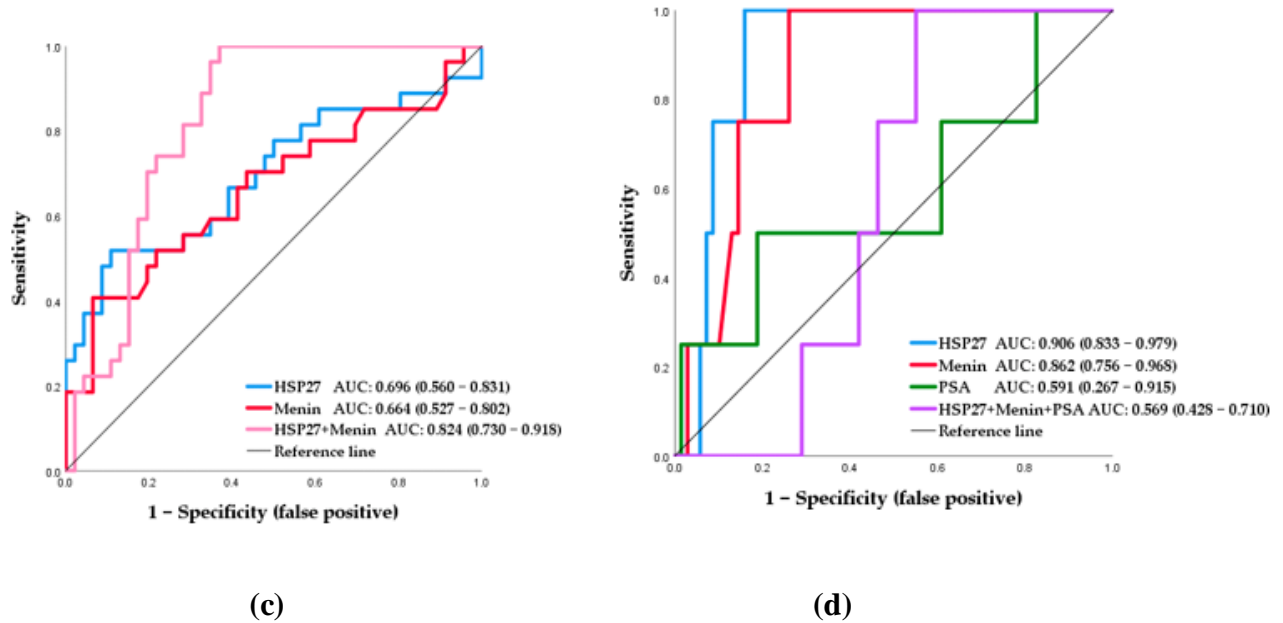 1.0
0.8
0.6
0.4
0.2
0.0
Sensitivity
HSP27 AUC: 0.696 (0.560 – 0.831)
Menin AUC: 0.664 (0.527 – 0.802)
HSP27+Menin AUC: 0.824 (0.730 – 0.918)
Reference line
0.0 0.2 0.4 0.6 0.8 1.0
1 – Specificity (false positive)
(c)
1.0
0.8
0.6
0.4
0.2
0.0
Sensitivity
HSP27 AUC: 0.906 (0.833 – 0.979)
Menin AUC: 0.862 (0.756 – 0.968)
PSA AUC: 0.591 (0.267 – 0.915)
HSP27+Menin+PSA AUC: 0.569 (0.428 – 0.710)
Reference line
0.0 0.2 0.4 0.6 0.8 1.0
1 – Specificity (false positive)
(d)